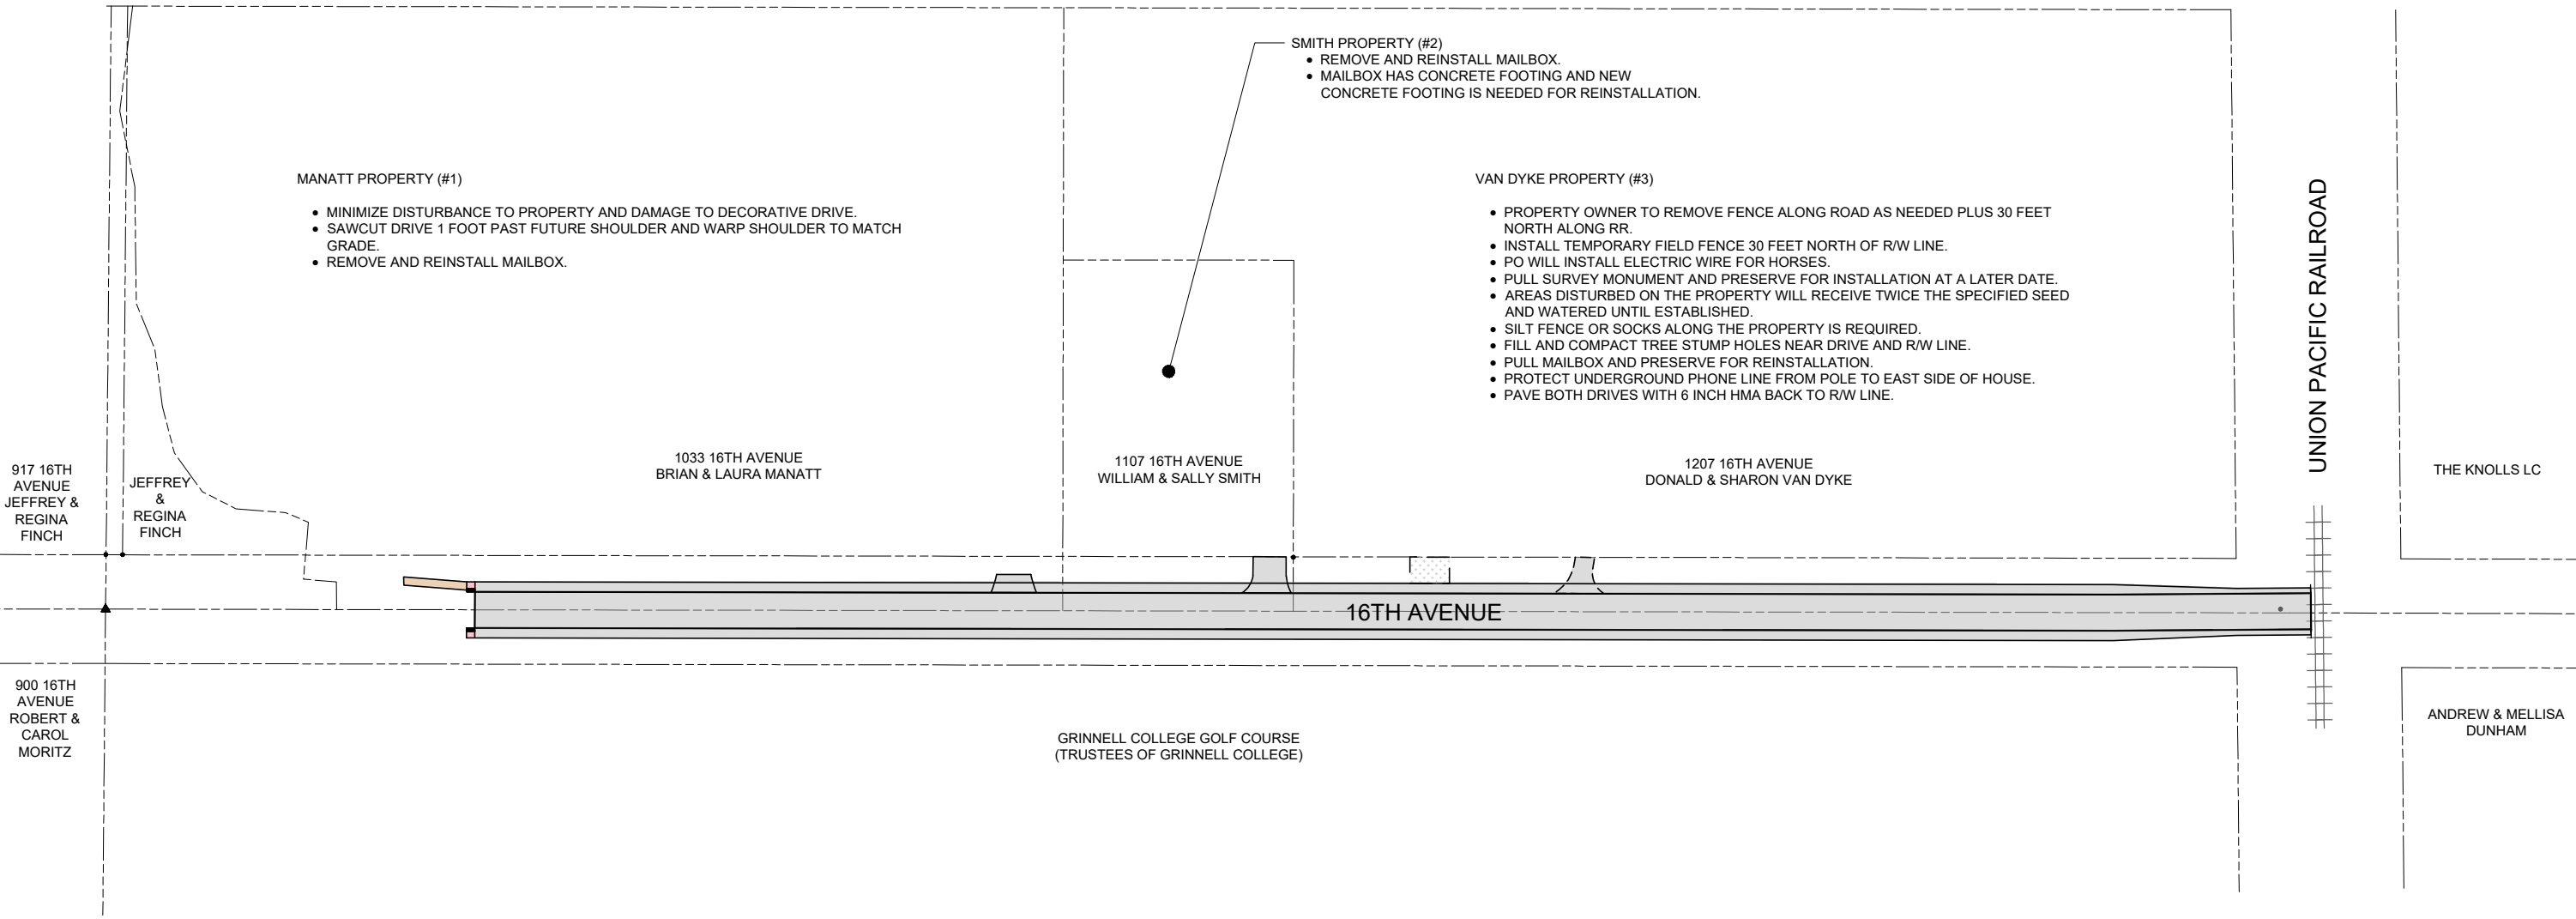 SMITH PROPERTY (#2)
• REMOVE AND REINSTALL MAILBOX.
• MAILBOX HAS CONCRETE FOOTING AND NEW
CONCRETE FOOTING IS NEEDED FOR REINSTALLATION.
MANATT PROPERTY (#1)
• MINIMIZE DISTURBANCE TO PROPERTY AND DAMAGE TO DECORATIVE DRIVE.
• SAWCUT DRIVE 1 FOOT PAST FUTURE SHOULDER AND WARP SHOULDER TO MATCH
GRADE.
• REMOVE AND REINSTALL MAILBOX.
VAN DYKE PROPERTY (#3)
• PROPERTY OWNER TO REMOVE FENCE ALONG ROAD AS NEEDED PLUS 30 FEET
NORTH ALONG RR.
• INSTALL TEMPORARY FIELD FENCE 30 FEET NORTH OF R/W LINE.
• PO WILL INSTALL ELECTRIC WIRE FOR HORSES.
• PULL SURVEY MONUMENT AND PRESERVE FOR INSTALLATION AT A LATER DATE.
• AREAS DISTURBED ON THE PROPERTY WILL RECEIVE TWICE THE SPECIFIED SEED
AND WATERED UNTIL ESTABLISHED.
• SILT FENCE OR SOCKS ALONG THE PROPERTY IS REQUIRED.
• FILL AND COMPACT TREE STUMP HOLES NEAR DRIVE AND R/W LINE.
• PULL MAILBOX AND PRESERVE FOR REINSTALLATION.
• PROTECT UNDERGROUND PHONE LINE FROM POLE TO EAST SIDE OF HOUSE.
• PAVE BOTH DRIVES WITH 6 INCH HMA BACK TO R/W LINE.
UNION PACIFIC RAILROAD
917 16TH
AVENUE
JEFFREY &
REGINA
FINCH
JEFFREY
&
REGINA
FINCH
1033 16TH AVENUE
BRIAN & LAURA MANATT
1107 16TH AVENUE
WILLIAM & SALLY SMITH
1207 16TH AVENUE
DONALD & SHARON VAN DYKE
THE KNOLLS LC
16TH AVENUE
900 16TH
AVENUE
ROBERT &
CAROL
MORITZ
GRINNELL COLLEGE GOLF COURSE
(TRUSTEES OF GRINNELL COLLEGE)
ANDREW & MELLISA
DUNHAM